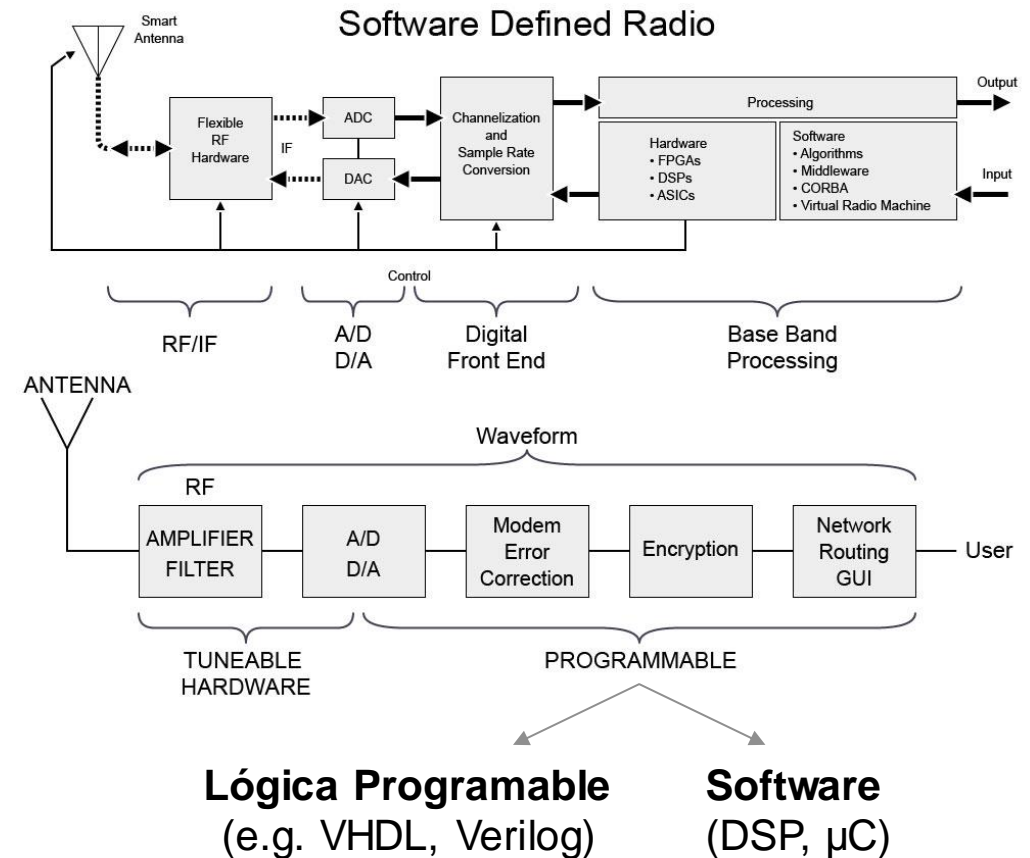 Software Defined Radio
Smart
Antenna
Flexible
RF
Hardware
IF
ADC
DAC
Channelization
and
Sample Rate
Conversion
Processing
Hardware
• FPGAs
• DSPs
• ASICs
Software
• Algorithms
• Middleware
• CORBA
• Virtual Radio Machine
Output
Input
Control
RF/IF
A/D
D/A
Digital
Front End
Base Band
Processing
ANTENNA
Waveform
RF
AMPLIFIER
FILTER
A/D
D/A
Modem
Error
Correction
Encryption
Network
Routing
GUI
User
TUNEABLE
HARDWARE
PROGRAMMABLE
Lógica Programable
(e.g. VHDL, Verilog)
Software
(DSP, µC)